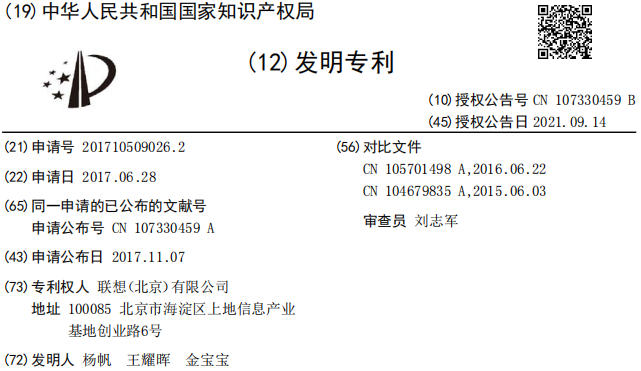 (19)中华人民共和国国家知识产权局
(12)发明专利
(10)授权公告号 CN 107330459 B
(45)授权公告日 2021.09.14
(21)申请号 201710509026.2
(22)申请日 2017.06.28
(65)同一申请的已公布的文献号
申请公布号 CN 107330459 A
(43)申请公布日 2017.11.07
(73)专利权人 联想(北京)有限公司
地址 100085 北京市海淀区上地信息产业
基地创业路6号
(72)发明人 杨帆 王耀晖 金宝宝
(56)对比文件
CN 105701498 A,2016.06.22
CN 104679835 A,2015.06.03
审查员 刘志军